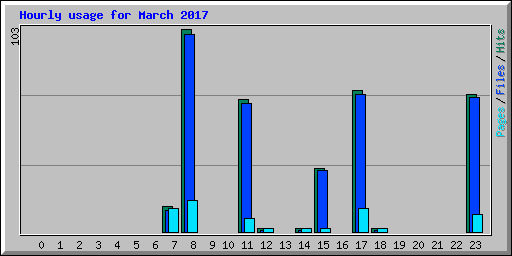 Hourly usage for March 2017
103
Pages / Files / Hits
0 1 2 3 4 5 6 7 8 9 10 11 12 13 14 15 16 17 18 19 20 21 22 23